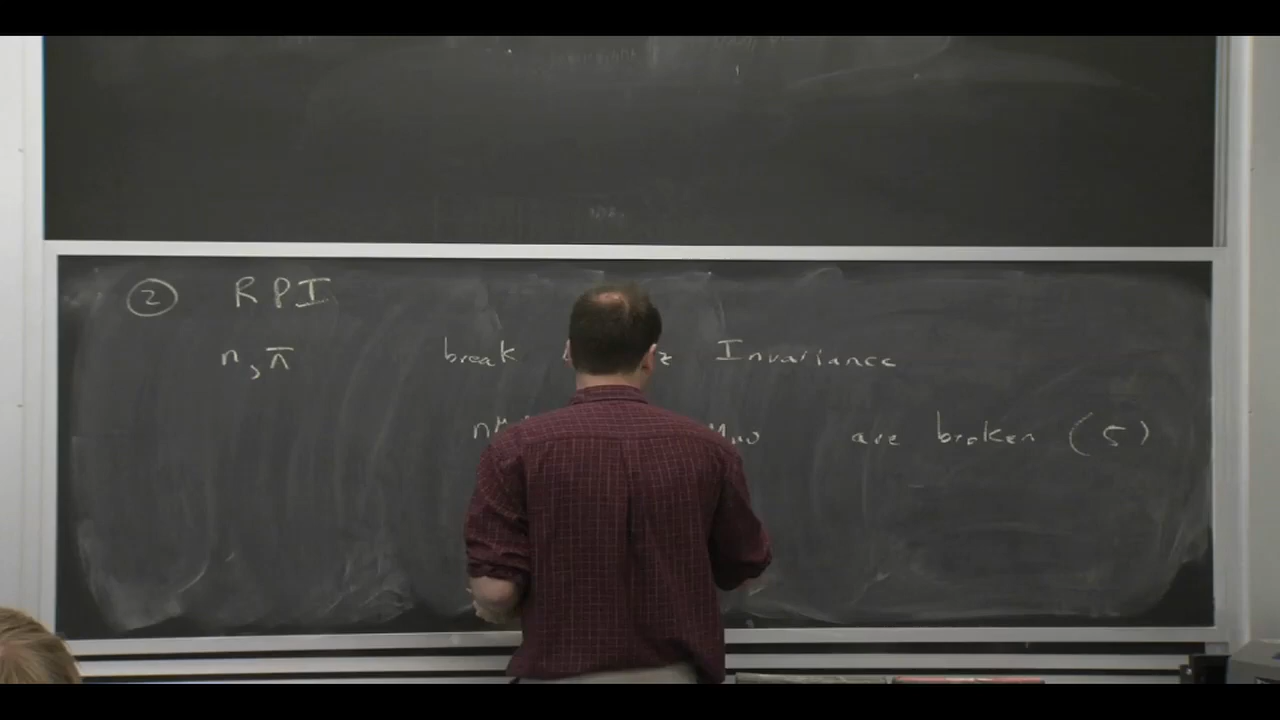 ② RPI
n, n̄ break Invariance
are broken (5)